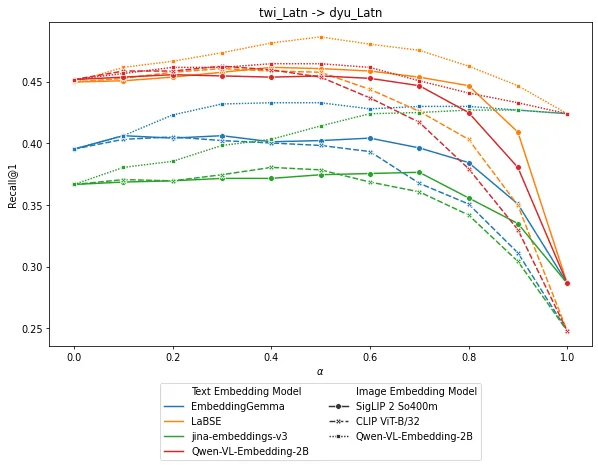 twi_Latn -> dyu_Latn
Recall@1
0.45
0.40
0.35
0.30
0.25
0.0 0.2 0.4 0.6 0.8 1.0
α
Text Embedding Model Image Embedding Model
EmbeddingGemma SigLIP 2 So400m
LaBSE CLIP ViT-B/32
jina-embeddings-v3 Qwen-VL-Embedding-2B
Qwen-VL-Embedding-2B